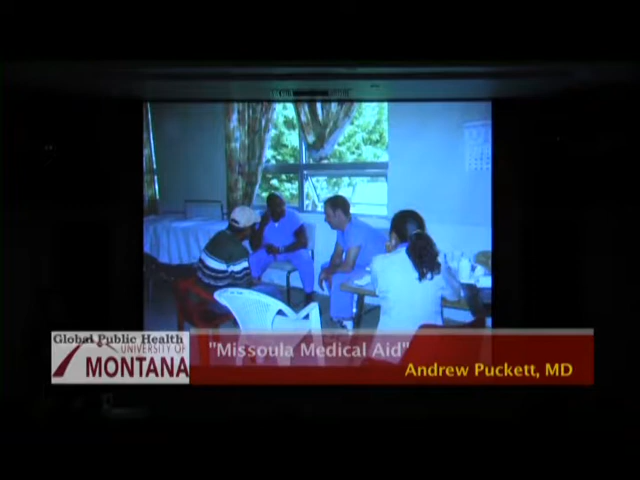 Global Public Health
UNIVERSITY OF
MONTANA
"Missoula Medical Aid"
Andrew Puckett, MD